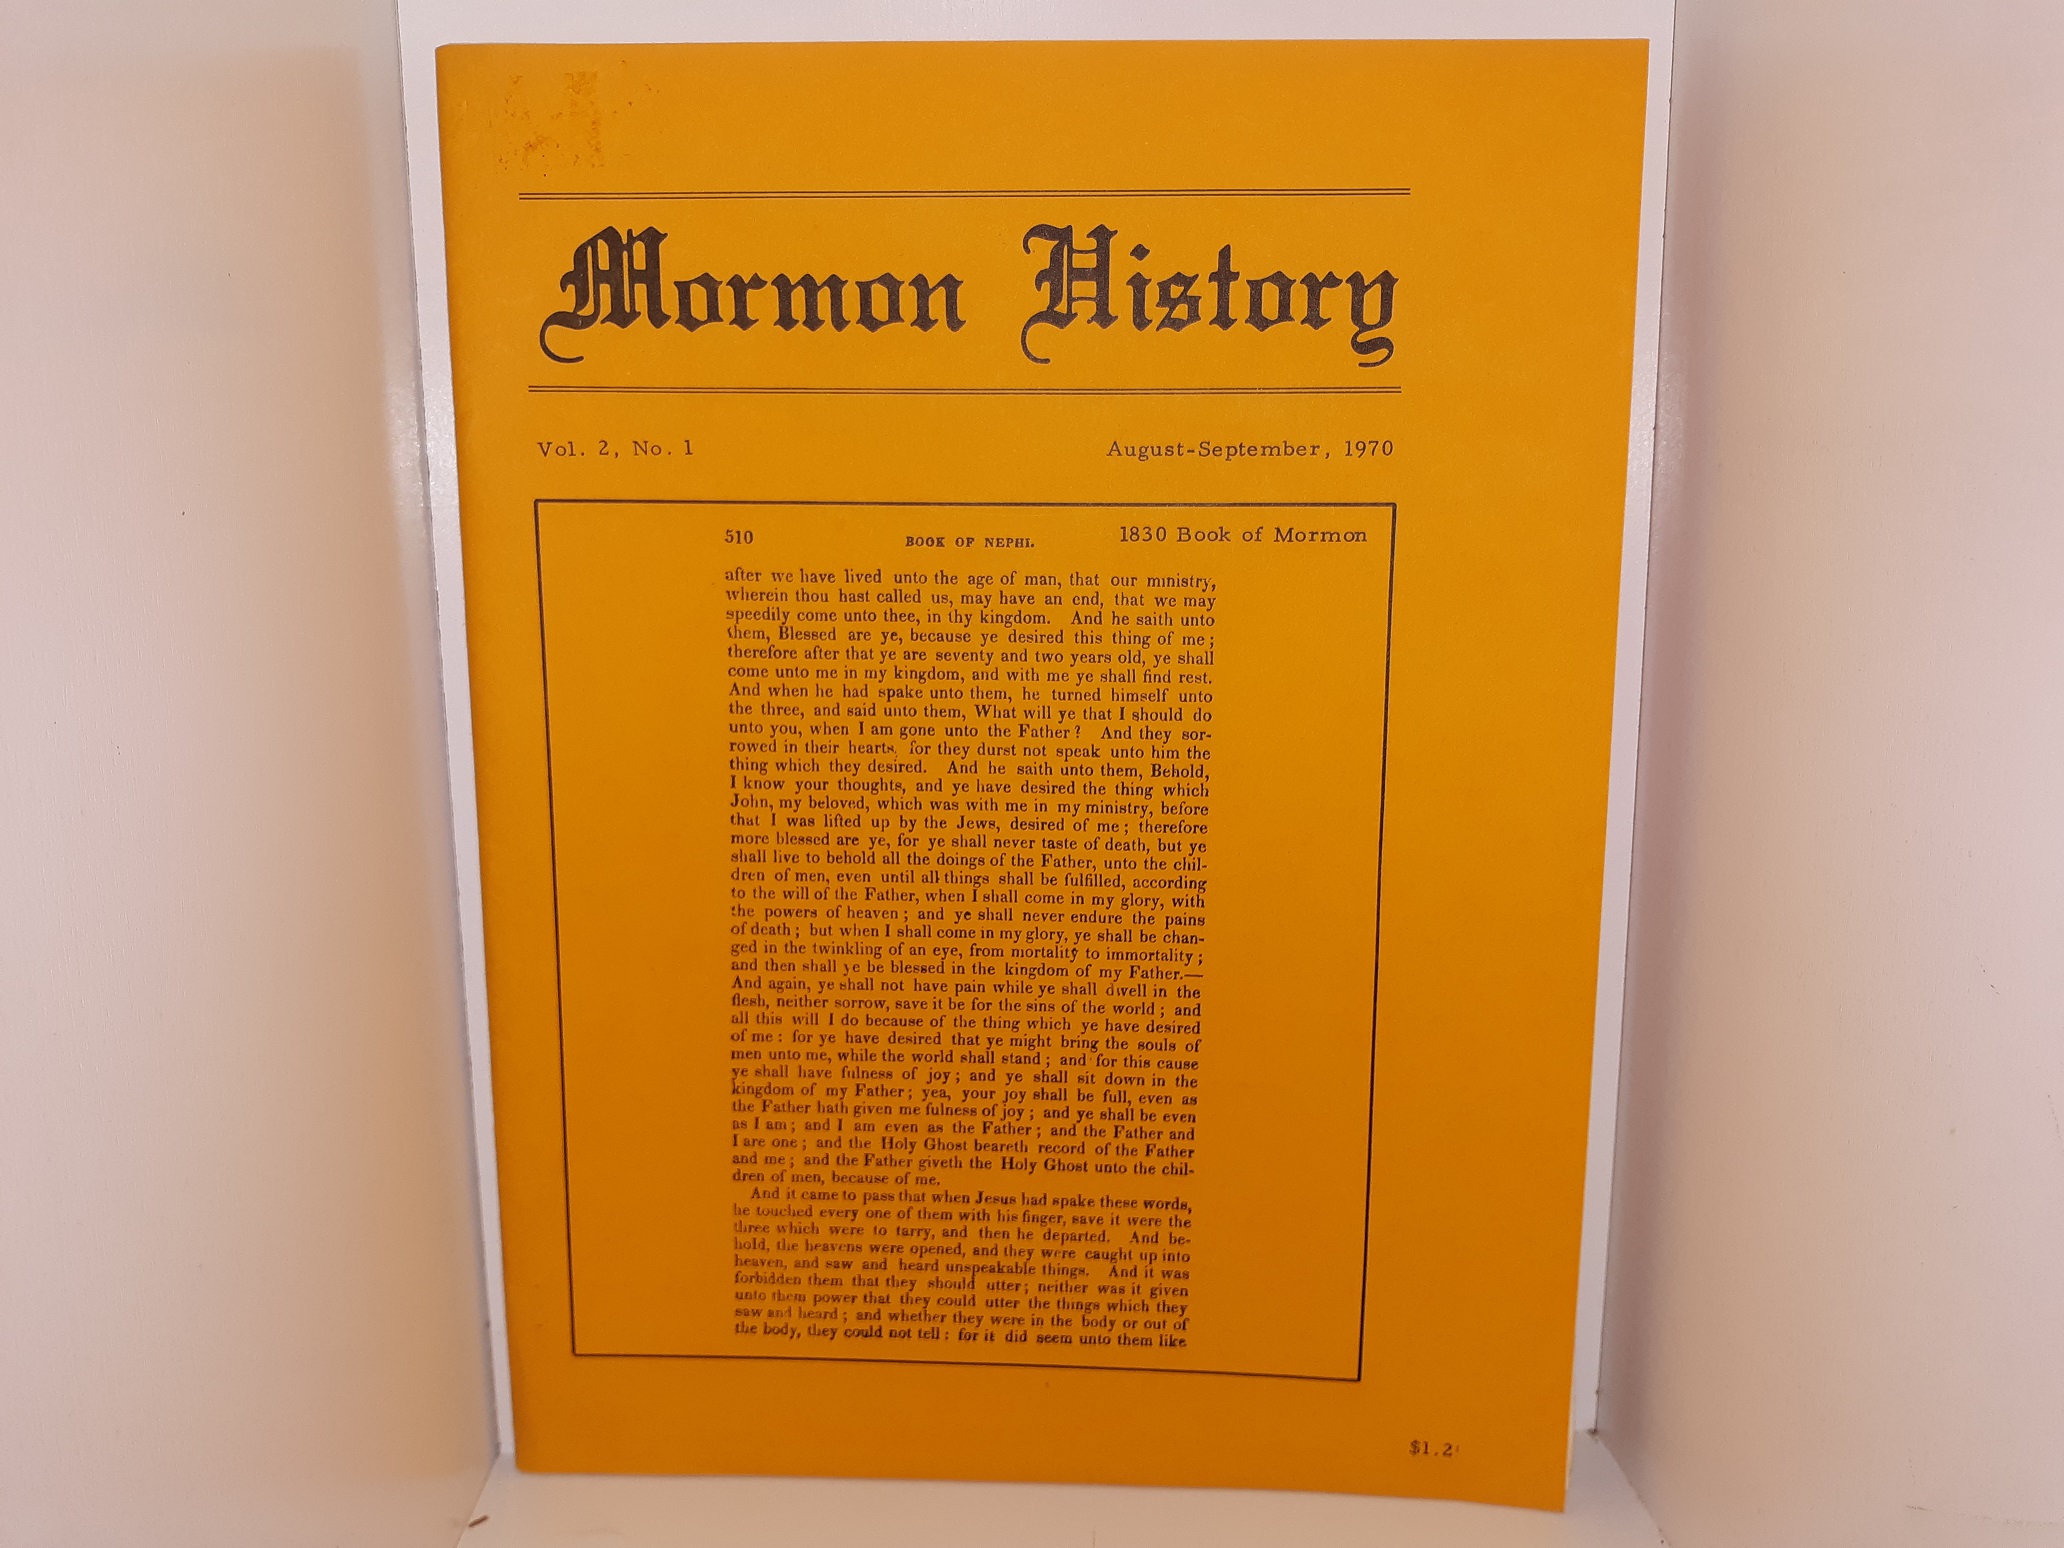 Mormon History
Vol. 2, No. 1
August-September, 1970
510
BOOK OF NEPHI.
1830 Book of Mormon
after we have lived unto the age of man, that our ministry,
wherein thou hast called us, may have an end, that we may
speedily come unto thee, in thy kingdom. And he saith unto
them, Blessed are ye, because ye desired this thing of me;
therefore after that ye are seventy and two years old, ye shall
come unto me in my kingdom, and with me ye shall find rest.
And when he had spake unto them, he turned himself unto
the three, and said unto them, What will ye that I should do
unto you, when I am gone unto the Father? And they sor-
rowed in their hearts, for they durst not speak unto him the
thing which they desired. And he saith unto them, Behold,
I know your thoughts, and ye have desired the thing which
John, my beloved, which was with me in my ministry, before
that I was lifted up by the Jews, desired of me; therefore
more blessed are ye, for ye shall never taste of death, but ye
shall live to behold all the doings of the Father, unto the chil-
dren of men, even until all things shall be fulfilled, according
to the will of the Father, when I shall come in my glory, with
the powers of heaven; and ye shall never endure the pains
of death; but when I shall come in my glory, ye shall be chan-
ged in the twinkling of an eye, from mortality to immortality;
and then shall ye be blessed in the kingdom of my Father.—
And again, ye shall not have pain while ye shall dwell in the
flesh, neither sorrow, save it be for the sins of the world; and
all this will I do because of the thing which ye have desired
of me: for ye have desired that ye might bring the souls of
men unto me, while the world shall stand; and for this cause
ye shall have fulness of joy; and ye shall sit down in the
kingdom of my Father; yea, your joy shall be full, even as
the Father hath given me fulness of joy; and ye shall be even
as I am; and I am even as the Father; and the Father and
I are one; and the Holy Ghost beareth record of the Father
and me; and the Father giveth the Holy Ghost unto the chil-
dren of men, because of me.
And it came to pass that when Jesus had spake these words,
he touched every one of them with his finger, save it were the
three which were to tarry, and then he departed. And be-
hold, the heavens were opened, and they were caught up into
heaven, and saw and heard unspeakable things. And it was
forbidden them that they should utter; neither was it given
unto them power that they could utter the things which they
saw and heard; and whether they were in the body or out of
the body, they could not tell: for it did seem unto them like
$1.2